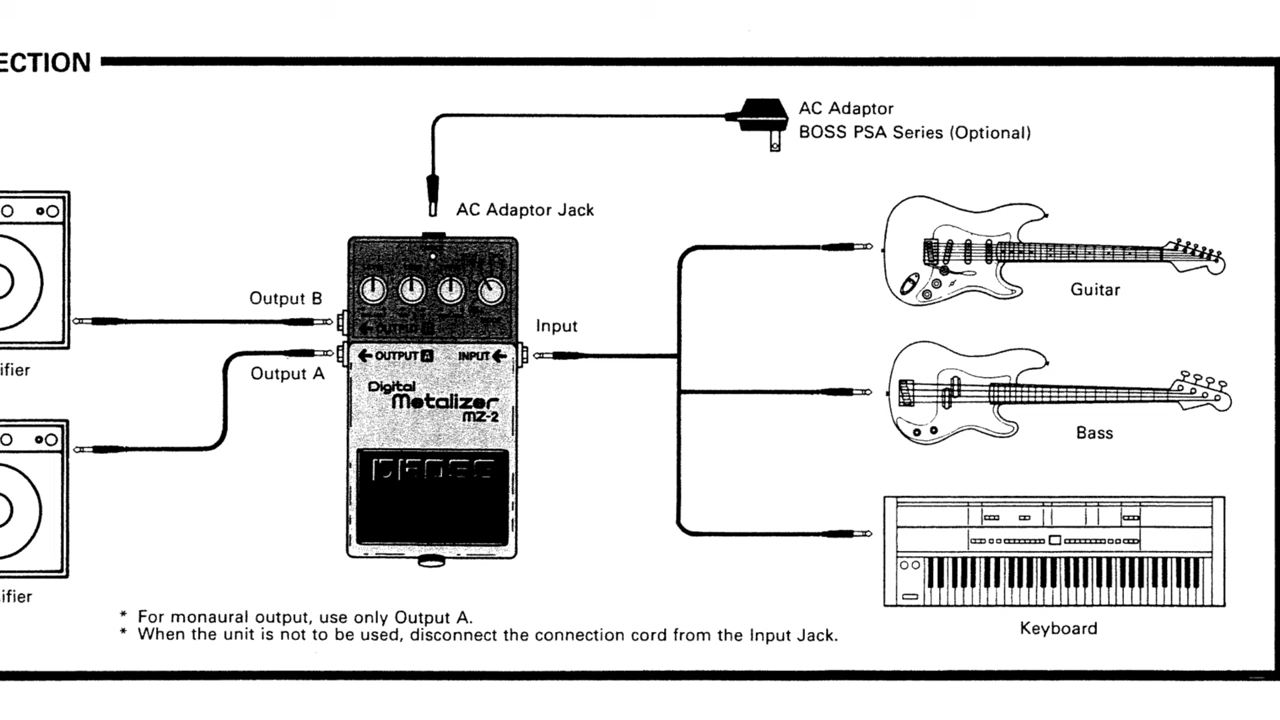 ECTION
AC Adaptor
BOSS PSA Series (Optional)
AC Adaptor Jack
Output B
Input
Guitar
← OUTPUT B
← OUTPUT A INPUT ←
Output A
ifier
Digital
Metalizer
MZ-2
Bass
BOSS
ifier
* For monaural output, use only Output A.
* When the unit is not to be used, disconnect the connection cord from the Input Jack.
Keyboard